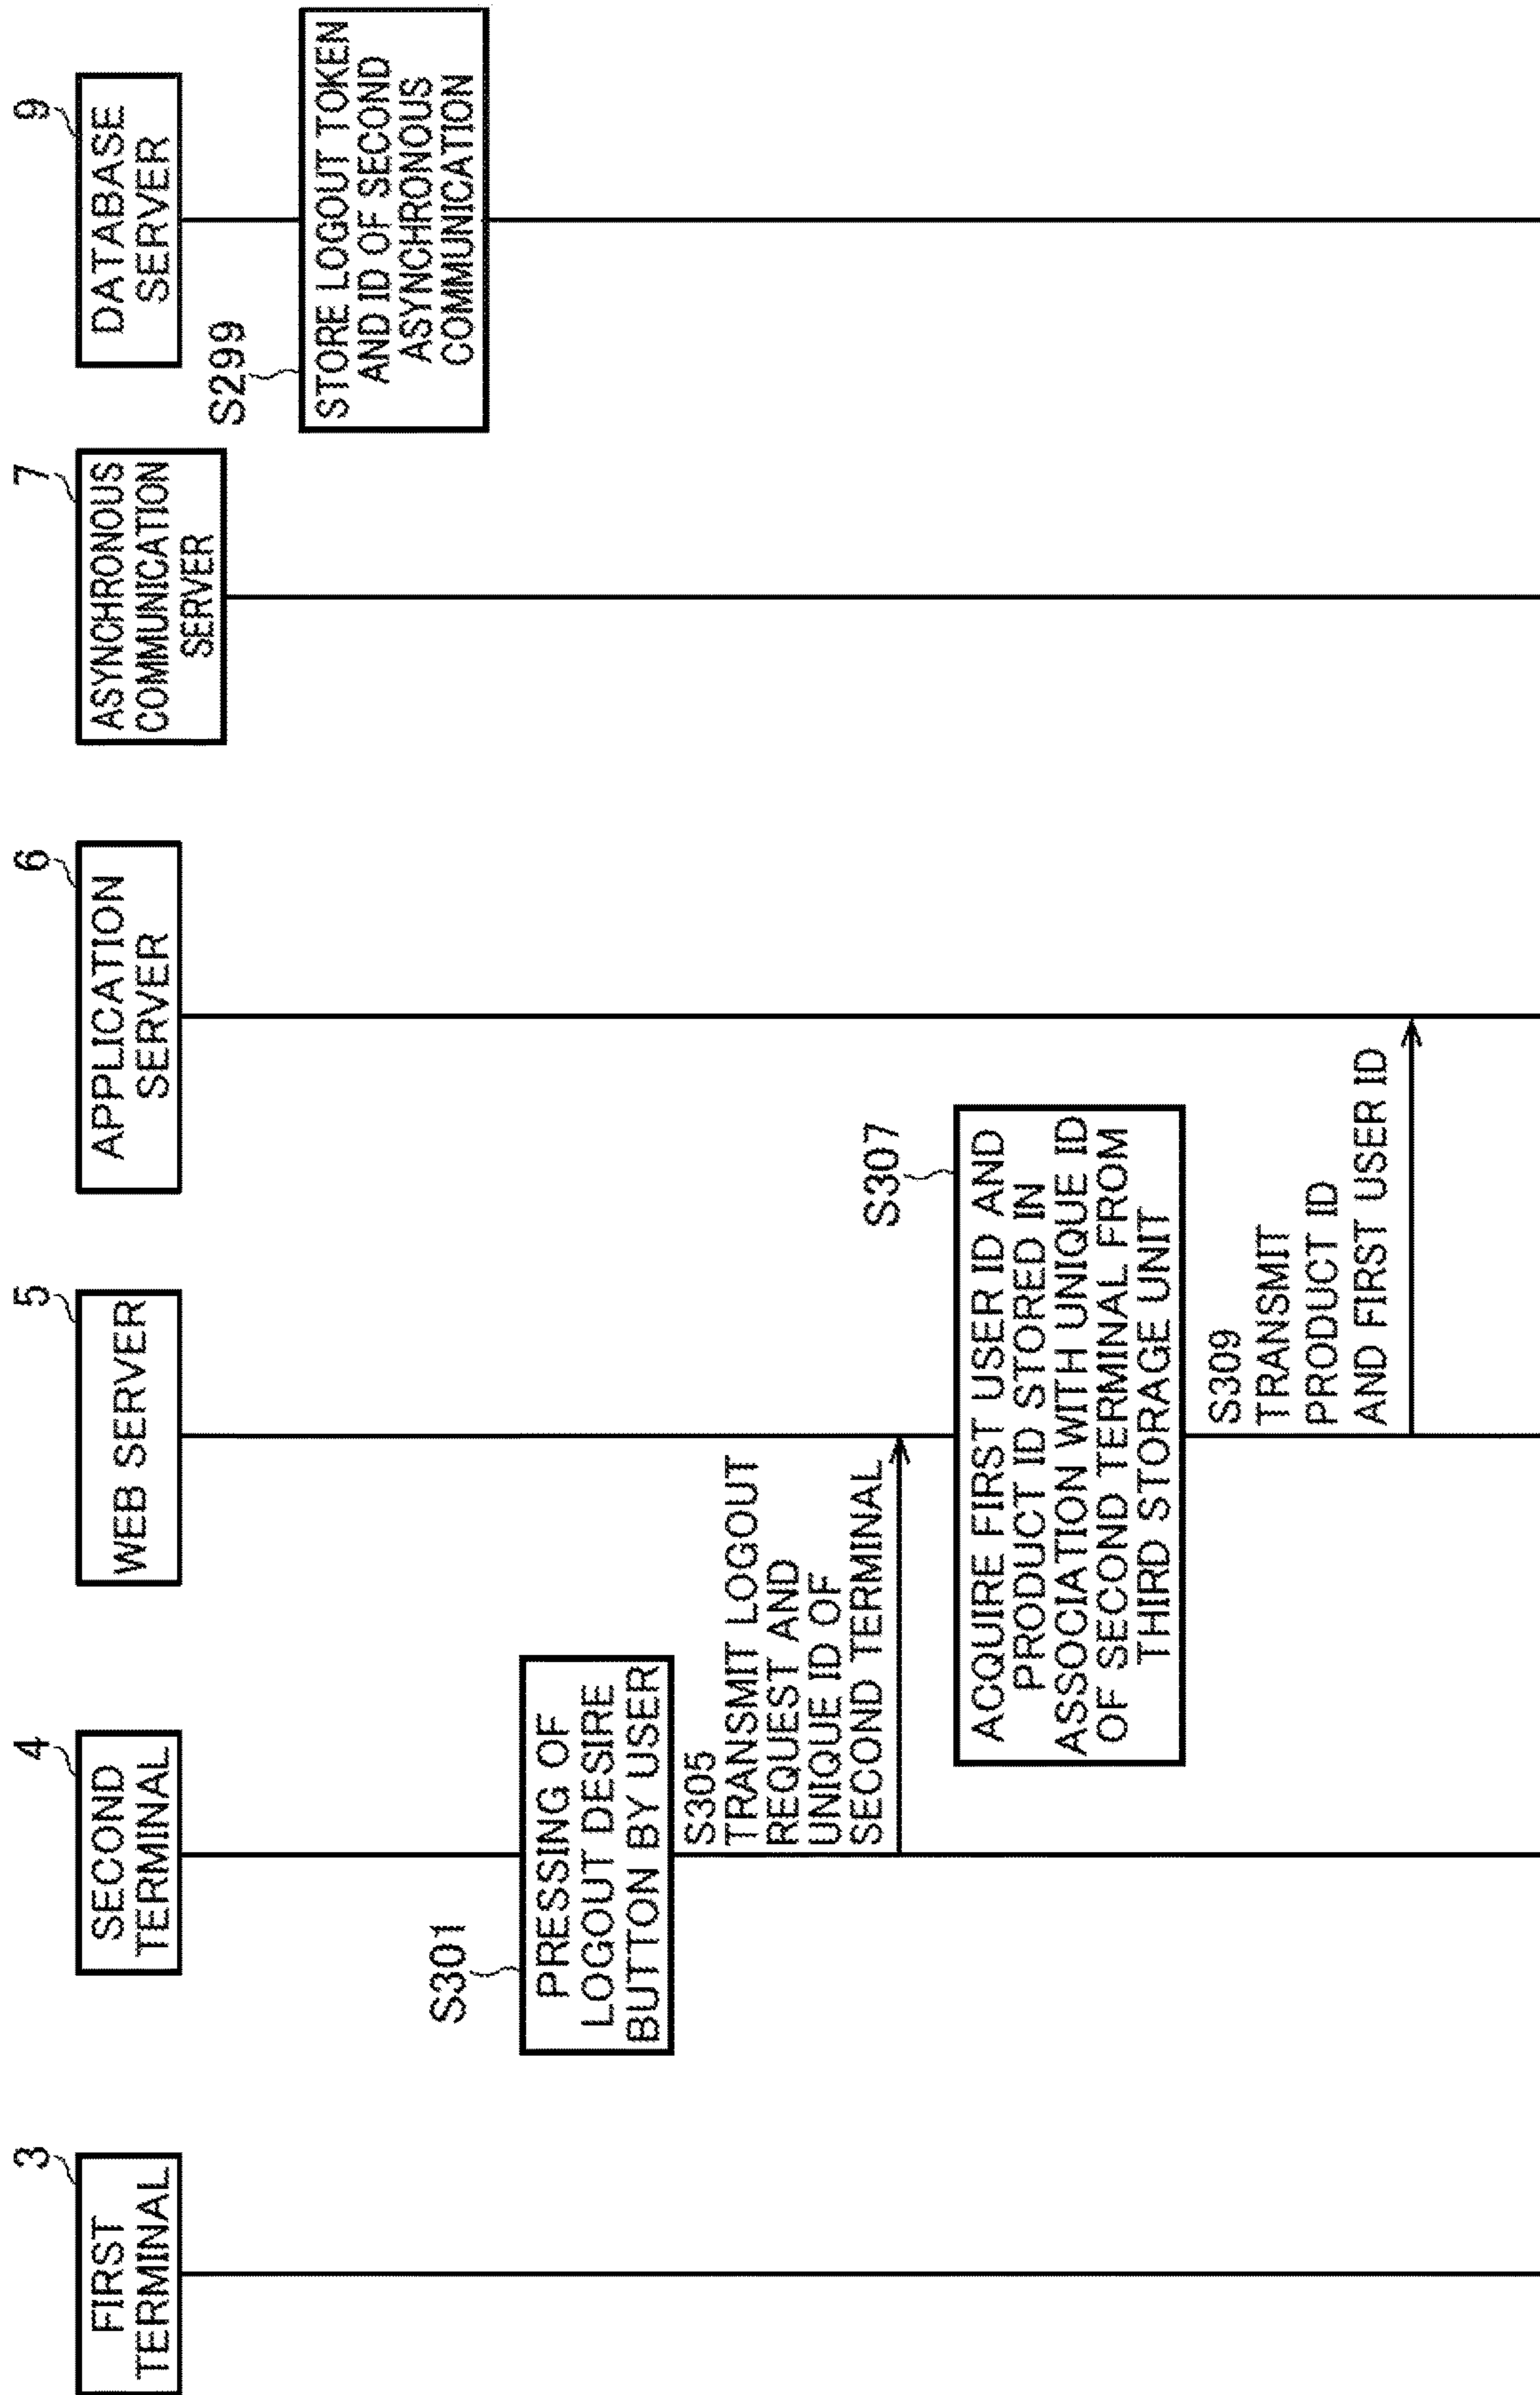 3
FIRST
TERMINAL
4
SECOND
TERMINAL
5
WEB SERVER
6
APPLICATION
SERVER
7
ASYNCHRONOUS
COMMUNICATION
SERVER
9
DATABASE
SERVER
S299
STORE LOGOUT TOKEN
AND ID OF SECOND
ASYNCHRONOUS
COMMUNICATION
S301
PRESSING OF
LOGOUT DESIRE
BUTTON BY USER
S305
TRANSMIT LOGOUT
REQUEST AND
UNIQUE ID OF
SECOND TERMINAL
S307
ACQUIRE FIRST USER ID AND
PRODUCT ID STORED IN
ASSOCIATION WITH UNIQUE ID
OF SECOND TERMINAL FROM
THIRD STORAGE UNIT
S309
TRANSMIT
PRODUCT ID
AND FIRST USER ID